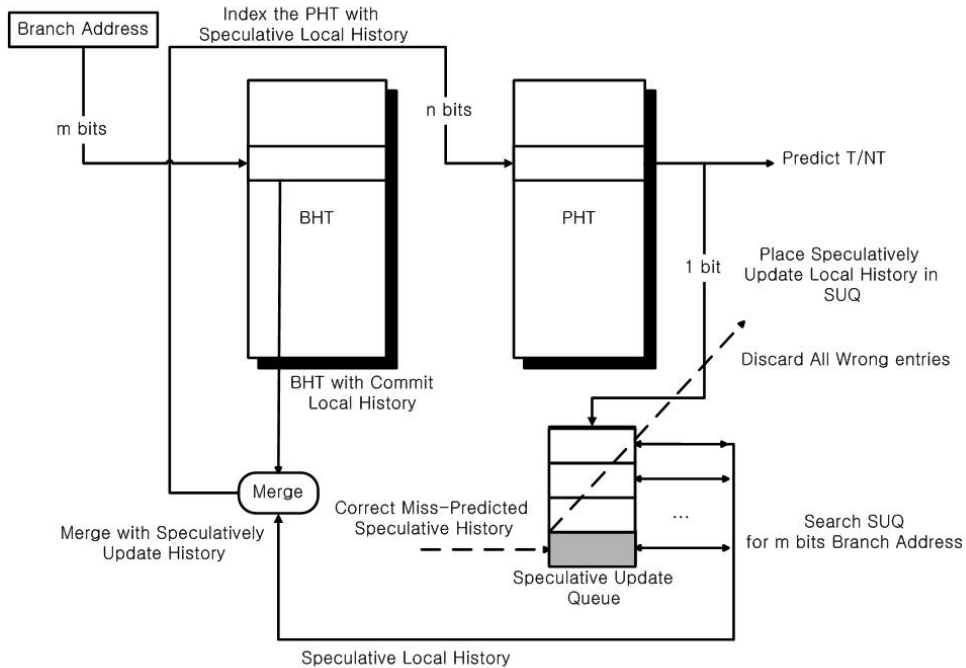 Branch Address
Index the PHT with
Speculative Local History
m bits
n bits
Predict T/NT
BHT
PHT
1 bit
Place Speculatively
Update Local History in
SUQ
Discard All Wrong entries
BHT with Commit
Local History
Merge
Merge with Speculatively
Update History
Correct Miss-Predicted
Speculative History
...
Search SUQ
for m bits Branch Address
Speculative Update
Queue
Speculative Local History